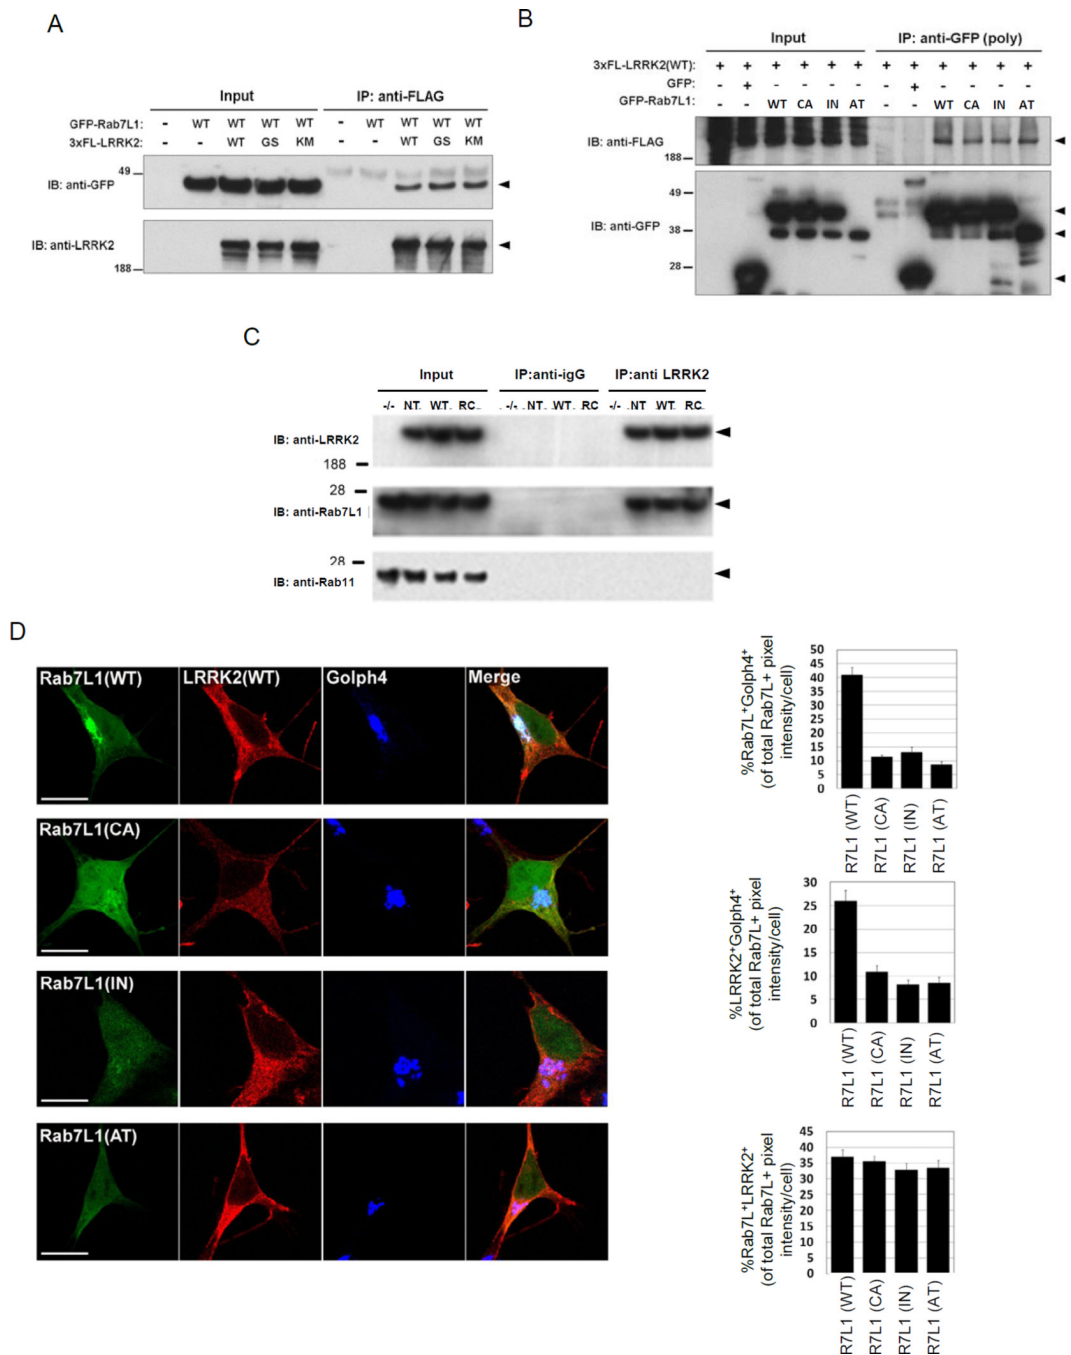 A
Input
IP: anti-FLAG
GFP-Rab7L1: - WT WT WT WT - WT WT WT WT
3xFL-LRRK2: - - WT GS KM - - WT GS KM
49
IB: anti-GFP
IB: anti-LRRK2
188
B
Input
IP: anti-GFP (poly)
3xFL-LRRK2(WT): + + + + + + + + + + + +
GFP: - + - - - - - + - - - -
GFP-Rab7L1: - - WT CA IN AT - - WT CA IN AT
IB: anti-FLAG
188
49
IB: anti-GFP
38
28
C
Input
IP:anti-igG
IP:anti LRRK2
-/- NT WT RC -/- NT WT RC -/- NT WT RC
IB: anti-LRRK2
188
28
IB: anti-Rab7L1
28
IB: anti-Rab11
D
Rab7L1(WT)
LRRK2(WT)
Golph4
Merge
Rab7L1(CA)
Rab7L1(IN)
Rab7L1(AT)
%Rab7L⁺Golph4⁺
(of total Rab7L+ pixel
intensity/cell)
50
45
40
35
30
25
20
15
10
5
0
R7L1 (WT)
R7L1 (CA)
R7L1 (IN)
R7L1 (AT)
%LRRK2⁺Golph4⁺
(of total Rab7L+ pixel
intensity/cell)
30
25
20
15
10
5
0
R7L1 (WT)
R7L1 (CA)
R7L1 (IN)
R7L1 (AT)
%Rab7L⁺LRRK2⁺
(of total Rab7L+ pixel
intensity/cell)
45
40
35
30
25
20
15
10
5
0
R7L1 (WT)
R7L1 (CA)
R7L1 (IN)
R7L1 (AT)